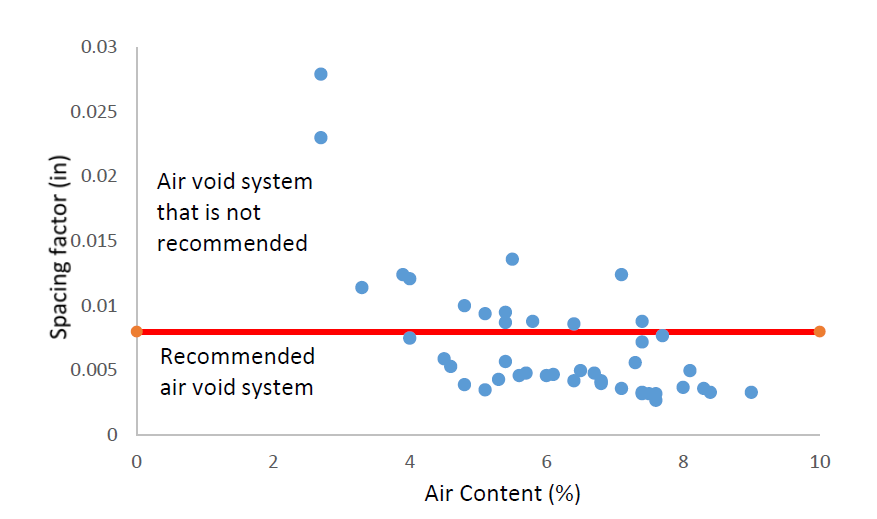 0.03
0.025
0.02
0.015
0.01
0.005
0
Spacing factor (in)
Air void system
that is not
recommended
Recommended
air void system
0 2 4 6 8 10
Air Content (%)